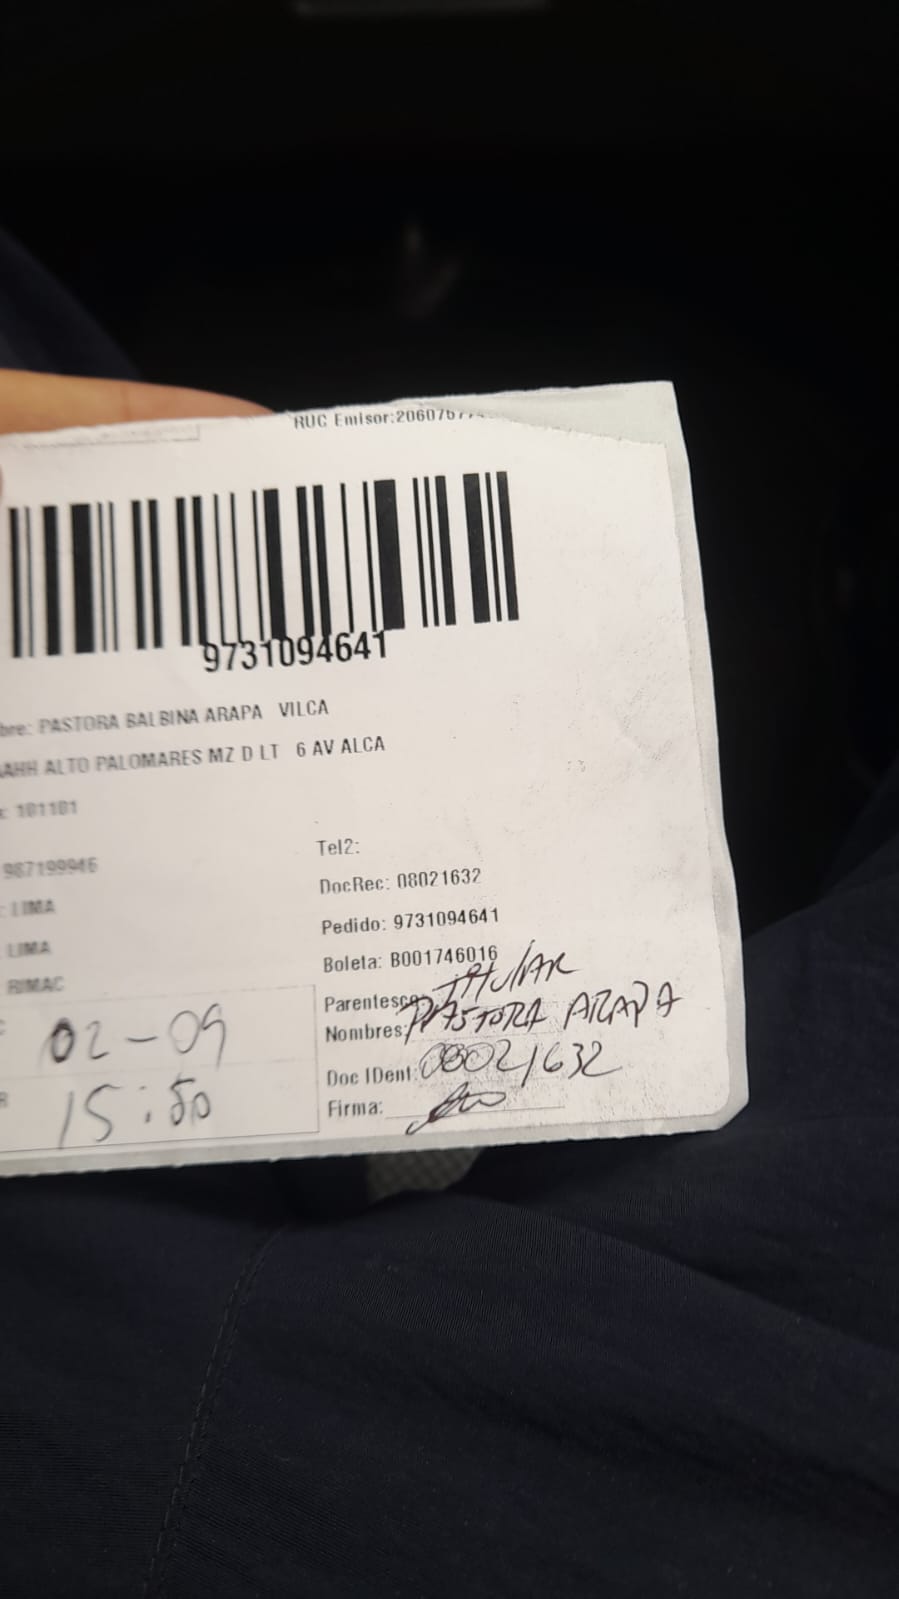 RUC Emisor:2060767
9731094641
bre: PASTORA BALBINA ARAPA VILCA
AAHH ALTO PALOMARES MZ D LT 6 AV ALCA
: 181181
987199946
Tel2:
: LIMA
DocRec: 08021632
LIMA
Pedido: 9731094641
RIMAC
Boleta: B001746016
Parentesco: TITULAR
Nombres: PASTORA ARAPA
02-09
Doc IDent: 08021632
15:50
Firma: